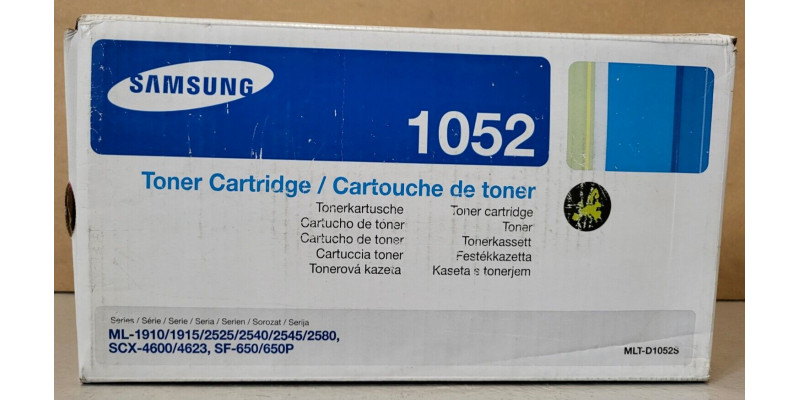 SAMSUNG
1052
Toner Cartridge / Cartouche de toner
Tonerkartusche
Cartucho de tóner
Cartucho de toner
Cartuccia toner
Tonerová kazeta
Toner cartridge
Toner
Tonerkassett
Festékkazetta
Kaseta s tonerjem
Series / Série / Serie / Seria / Serien / Sorozat / Serija
ML-1910/1915/2525/2540/2545/2580,
SCX-4600/4623, SF-650/650P
MLT-D1052S